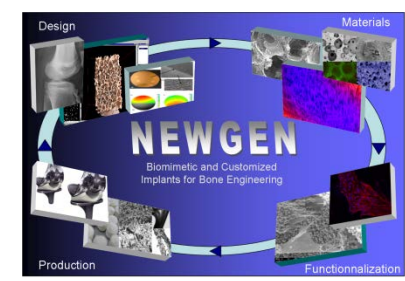 Design
Materials
NEWGEN
Biomimetic and Customized
Implants for Bone Engineering
Production
Functionnalization